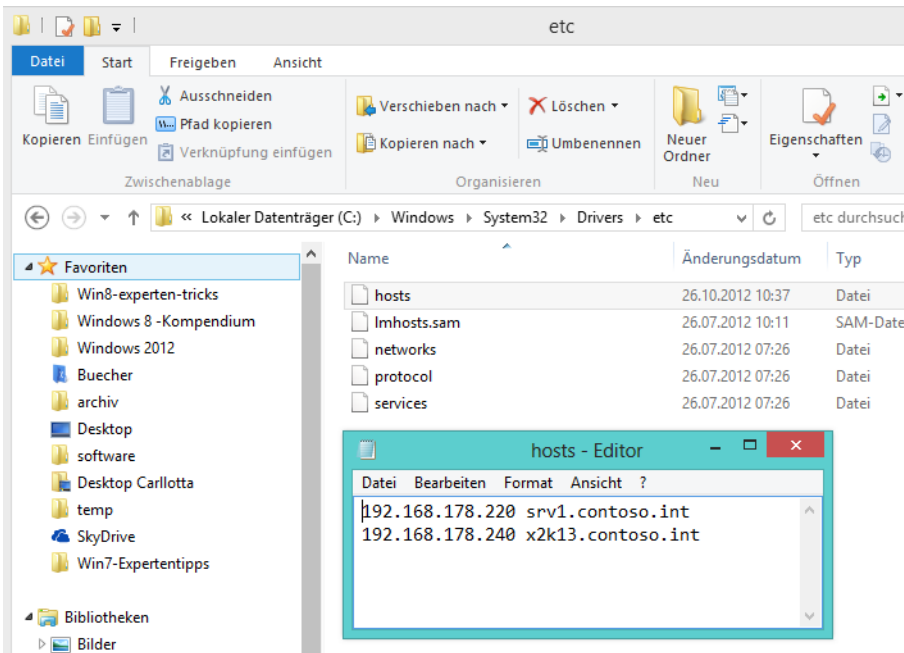 etc
Datei Start Freigeben Ansicht
Kopieren
Einfügen
Ausschneiden
Pfad kopieren
Verknüpfung einfügen
Zwischenablage
Verschieben nach
Kopieren nach
Löschen
Umbenennen
Organisieren
Neuer
Ordner
Neu
Eigenschaften
Öffnen
« Lokaler Datenträger (C:) Windows System32 Drivers etc
etc durchsuch
Favoriten
Win8-experten-tricks
Windows 8 -Kompendium
Windows 2012
Buecher
archiv
Desktop
software
Desktop Carllotta
temp
SkyDrive
Win7-Expertentipps
Bibliotheken
Bilder
Name Änderungsdatum Typ
hosts 26.10.2012 10:37 Datei
lmhosts.sam 26.07.2012 10:11 SAM-Date
networks 26.07.2012 07:26 Datei
protocol 26.07.2012 07:26 Datei
services 26.07.2012 07:26 Datei
hosts - Editor
Datei Bearbeiten Format Ansicht ?
192.168.178.220 srv1.contoso.int
192.168.178.240 x2k13.contoso.int